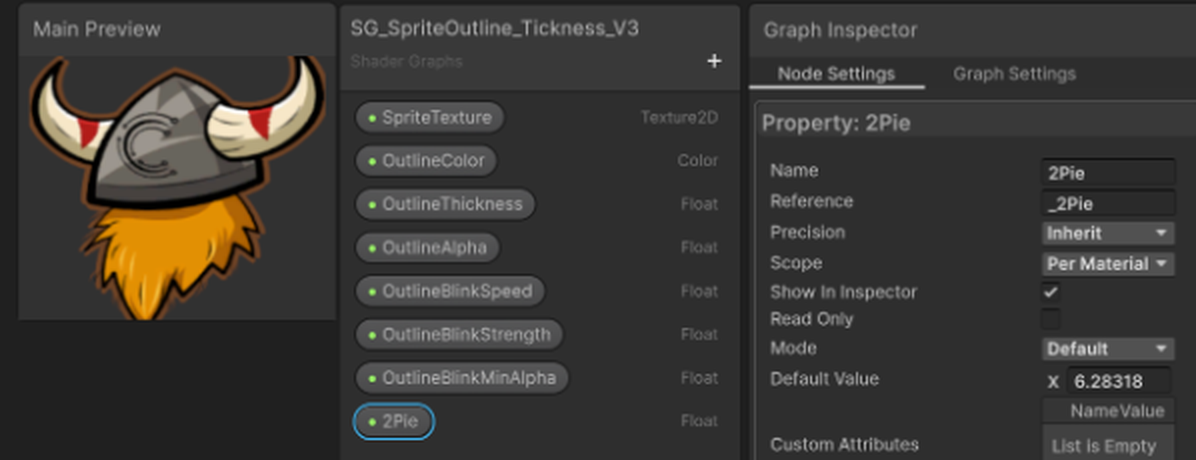 Main Preview
SG_SpriteOutline_Tickness_V3
Shader Graphs
+
SpriteTexture Texture2D
OutlineColor Color
OutlineThickness Float
OutlineAlpha Float
OutlineBlinkSpeed Float
OutlineBlinkStrength Float
OutlineBlinkMinAlpha Float
2Pie Float
Graph Inspector
Node Settings Graph Settings
Property: 2Pie
Name 2Pie
Reference _2Pie
Precision Inherit
Scope Per Material
Show In Inspector
Read Only
Mode Default
Default Value X 6.28318
NameValue
Custom Attributes List is Empty